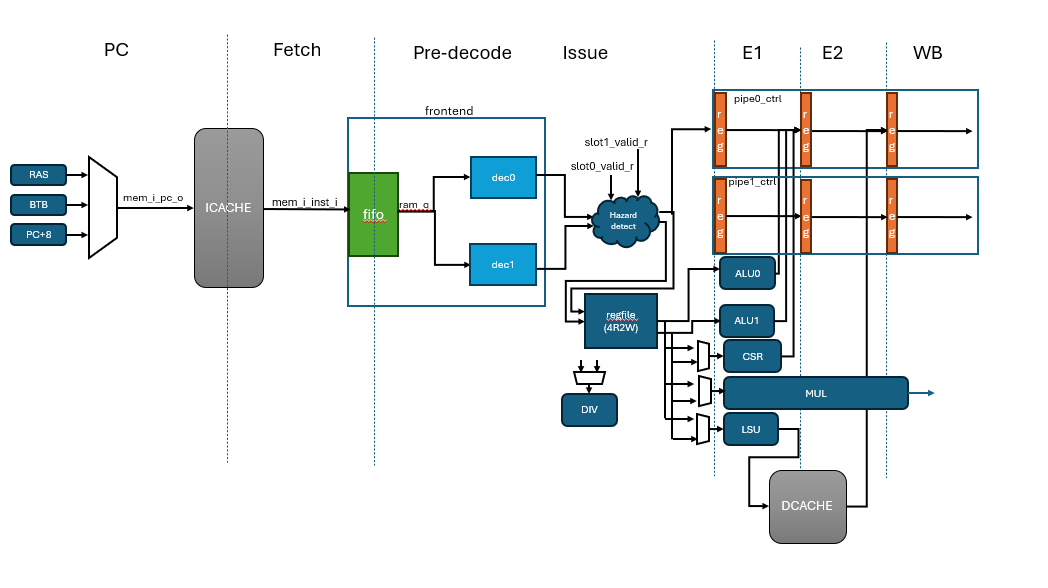 PC
Fetch
Pre-decode
Issue
E1
E2
WB
frontend
RAS
BTB
PC+8
mem_i_pc_o
ICACHE
mem_i_inst_i
fifo
ram_q
dec0
dec1
slot1_valid_r
slot0_valid_r
Hazard
detect
regfile
(4R2W)
DIV
pipe0_ctrl
reg
reg
reg
pipe1_ctrl
reg
reg
reg
ALU0
ALU1
CSR
MUL
LSU
DCACHE